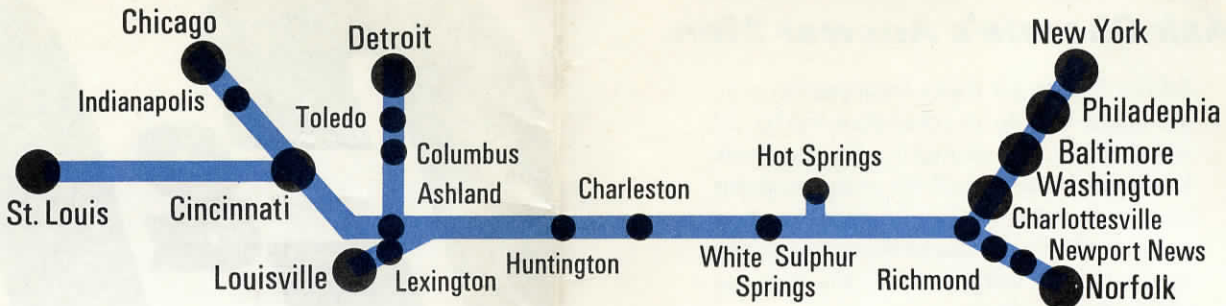 Chicago
Detroit
New York
Indianapolis
Toledo
Philadephia
Columbus
Hot Springs
Baltimore
St. Louis
Cincinnati
Ashland
Charleston
Washington
Charlottesville
Louisville
Lexington
Huntington
White Sulphur
Springs
Richmond
Newport News
Norfolk